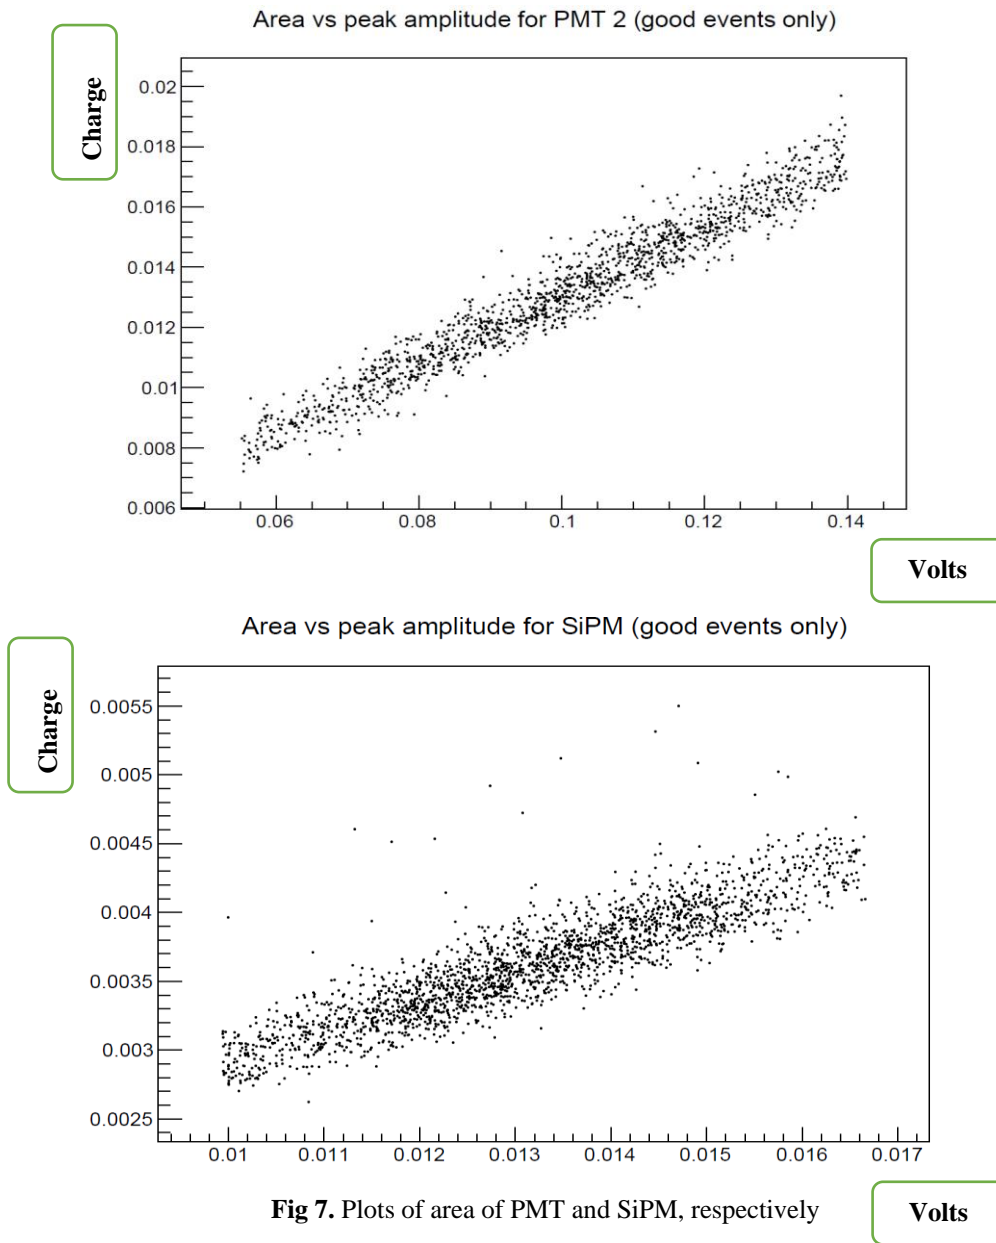 Area vs peak amplitude for PMT 2 (good events only)
Charge
0.02
0.018
0.016
0.014
0.012
0.01
0.008
0.006
0.06 0.08 0.1 0.12 0.14
Volts
Area vs peak amplitude for SiPM (good events only)
Charge
0.0055
0.005
0.0045
0.004
0.0035
0.003
0.0025
0.01 0.011 0.012 0.013 0.014 0.015 0.016 0.017
Fig 7. Plots of area of PMT and SiPM, respectively
Volts